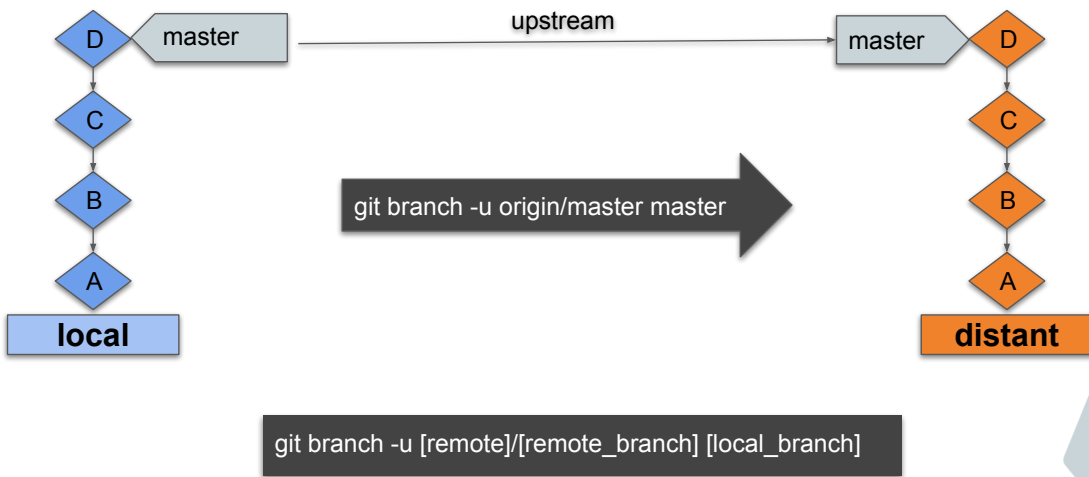 upstream
D master
master D
C
C
git branch -u origin/master master
B
B
A
A
local
distant
git branch -u [remote]/[remote_branch] [local_branch]